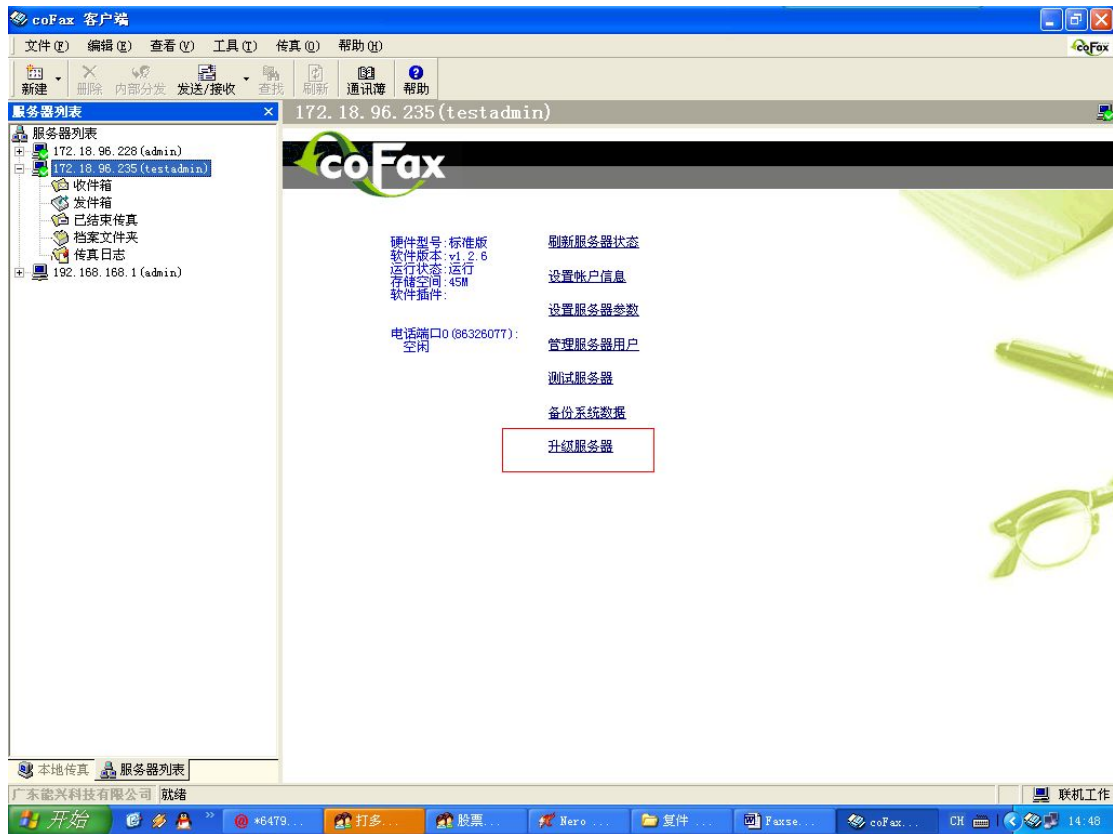 coFax 客户端
文件(F) 编辑(E) 查看(V) 工具(T) 传真(O) 帮助(H)
coFax
新建 删除 内部分发 发送/接收 查找 刷新 通讯薄 帮助
服务器列表 ×
172.18.96.235(testadmin)
服务器列表
172.18.96.228(admin)
172.18.96.235(testadmin)
收件箱
发件箱
已结束传真
档案文件夹
传真日志
192.168.168.1(admin)
coFax
硬件型号:标准版
软件版本:v1.2.6
运行状态:运行
存储空间:45M
软件插件:
电话端口0(86326077):
空闲
刷新服务器状态
设置帐户信息
设置服务器参数
管理服务器用户
测试服务器
备份系统数据
升级服务器
本地传真 服务器列表
广东能兴科技有限公司 就绪
联机工作
开始 *6479... 打多... 股票... Nero ... 复件 ... Faxse... coFax... CH 14:48